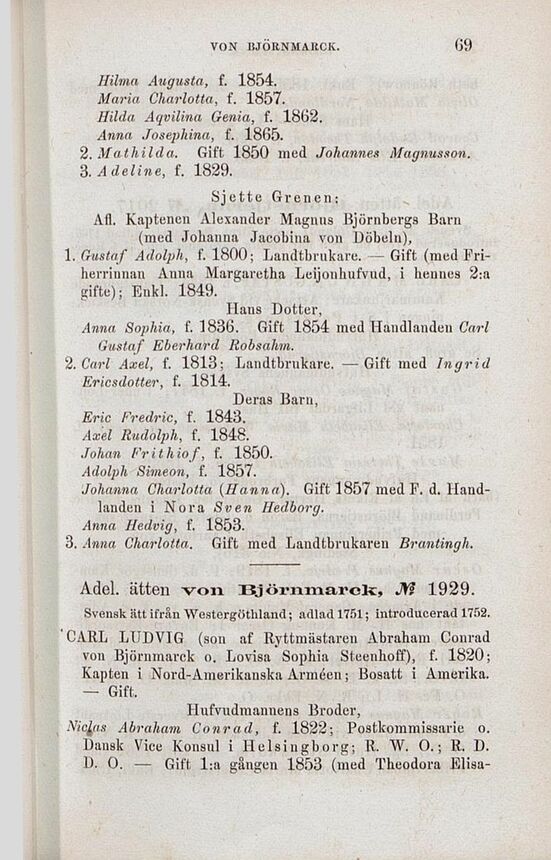 VON BJÖRNMARCK. 69
Hilma Augusta, f. 1854.
Maria Charlotta, f. 1857.
Hilda Aqvilina Genia, f. 1862.
Anna Josephina, f. 1865.
2. Mathilda. Gift 1850 med Johannes Magnusson.
3. Adeline, f. 1829.
Sjette Grenen;
Afl. Kaptenen Alexander Magnus Björnbergs Barn
(med Johanna Jacobina von Döbeln),
1. Gustaf Adolph, f. 1800; Landtbrukare. — Gift (med Fri-
herrinnan Anna Margaretha Leijonhufvud, i hennes 2:a
gifte); Enkl. 1849.
Hans Dotter,
Anna Sophia, f. 1836. Gift 1854 med Handlanden Carl
Gustaf Eberhard Robsahm.
2. Carl Axel, f. 1813; Landtbrukare. — Gift med Ingrid
Ericsdotter, f. 1814.
Deras Barn,
Eric Fredric, f. 1843.
Axel Rudolph, f. 1848.
Johan Frithiof, f. 1850.
Adolph Simeon, f. 1857.
Johanna Charlotta (Hanna). Gift 1857 med F. d. Hand-
landen i Nora Sven Hedborg.
Anna Hedvig, f. 1853.
3. Anna Charlotta. Gift med Landtbrukaren Brantingh.
Adel. ätten von Björnmarck, № 1929.
Svensk ätt ifrån Westergöthland; adlad 1751; introducerad 1752.
CARL LUDVIG (son af Ryttmästaren Abraham Conrad
von Björnmarck o. Lovisa Sophia Steenhoff), f. 1820;
Kapten i Nord-Amerikanska Arméen; Bosatt i Amerika.
— Gift.
Hufvudmannens Broder,
Niclas Abraham Conrad, f. 1822; Postkommissarie o.
Dansk Vice Konsul i Helsingborg; R. W. O.; R. D.
D. O. — Gift 1:a gången 1853 (med Theodora Elisa-